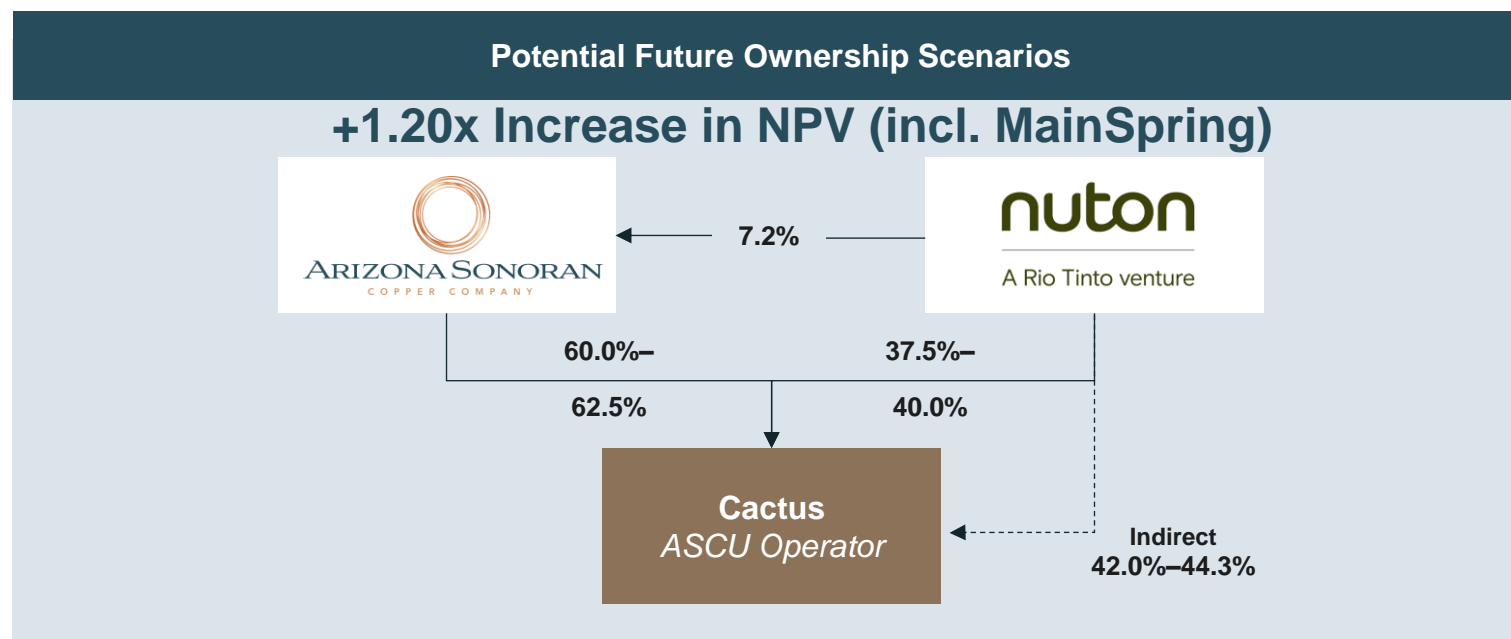 Potential Future Ownership Scenarios
+1.20x Increase in NPV (incl. MainSpring)
ARIZONA SONORAN
COPPER COMPANY
7.2%
nuton
A Rio Tinto venture
60.0%–
62.5%
37.5%–
40.0%
Cactus
ASCU Operator
Indirect
42.0%–44.3%